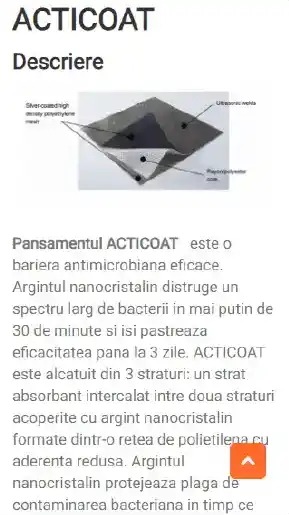 ACTICOAT
Descriere
Silver coated high
density polyethylene
mesh
Ultrasonic welds
Rayon/polyester
core
Pansamentul ACTICOAT este o
bariera antimicrobiana eficace.
Argintul nanocristalin distruge un
spectru larg de bacterii in mai putin de
30 de minute si isi pastreaza
eficacitatea pana la 3 zile. ACTICOAT
este alcatuit din 3 straturi: un strat
absorbant intercalat intre doua straturi
acoperite cu argint nanocristalin
formate dintr-o retea de polietilena cu
aderenta redusa. Argintul
nanocristalin protejeaza plaga de
contaminarea bacteriana in timp ce